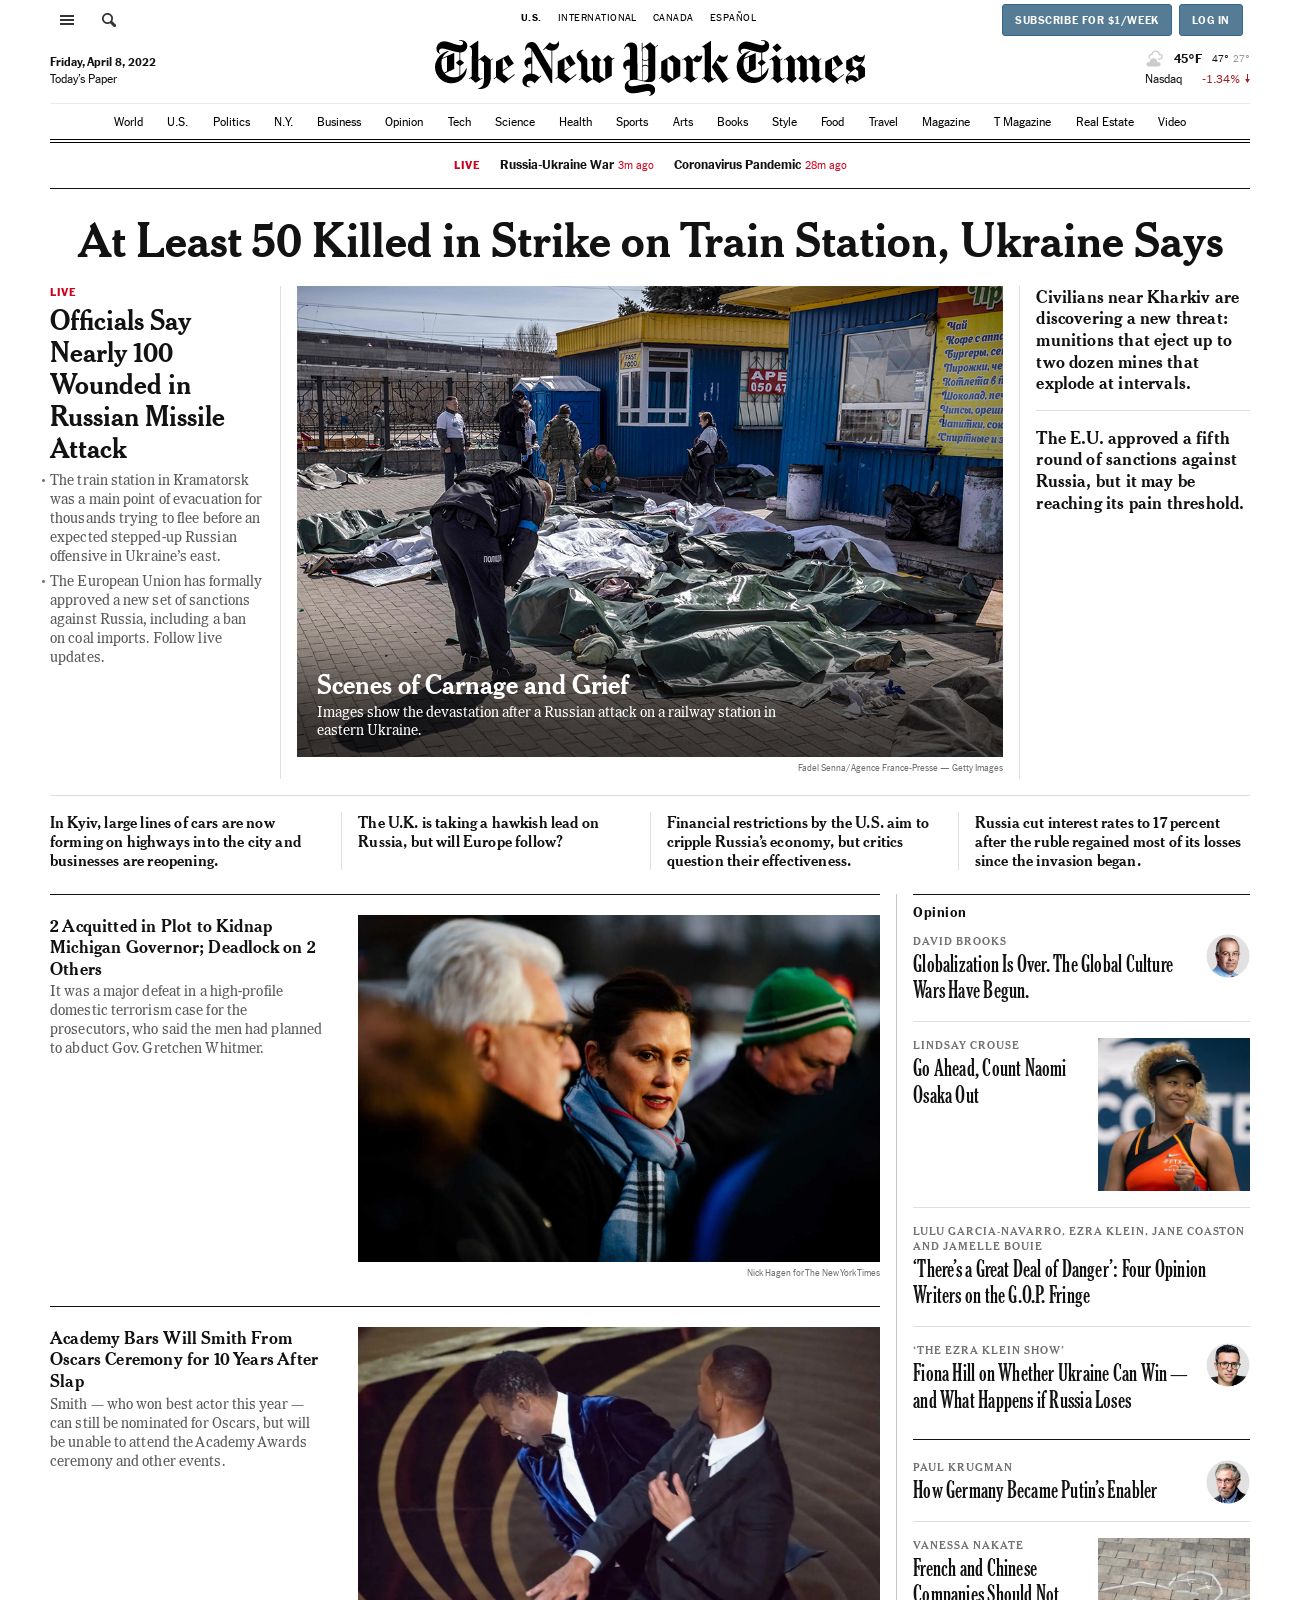 U.S. INTERNATIONAL CANADA ESPAÑOL
SUBSCRIBE FOR $1/WEEK LOG IN
Friday, April 8, 2022
Today's Paper
The New York Times
45°F 47° 27°
Nasdaq -1.34%
World U.S. Politics N.Y. Business Opinion Tech Science Health Sports Arts Books Style Food Travel Magazine T Magazine Real Estate Video
LIVE Russia-Ukraine War 3m ago Coronavirus Pandemic 28m ago
At Least 50 Killed in Strike on Train Station, Ukraine Says
LIVE
Officials Say
Nearly 100
Wounded in
Russian Missile
Attack
• The train station in Kramatorsk
was a main point of evacuation for
thousands trying to flee before an
expected stepped-up Russian
offensive in Ukraine's east.
• The European Union has formally
approved a new set of sanctions
against Russia, including a ban
on coal imports. Follow live
updates.
FAST
FOOD
050 47
Чай
Бургеры,
Пирожки,
Котлета в
Шоколад,
Чипсы,
Scenes of Carnage and Grief
Images show the devastation after a Russian attack on a railway station in
eastern Ukraine.
Fadel Senna/Agence France-Presse — Getty Images
Civilians near Kharkiv are
discovering a new threat:
munitions that eject up to
two dozen mines that
explode at intervals.
The E.U. approved a fifth
round of sanctions against
Russia, but it may be
reaching its pain threshold.
In Kyiv, large lines of cars are now
forming on highways into the city and
businesses are reopening.
The U.K. is taking a hawkish lead on
Russia, but will Europe follow?
Financial restrictions by the U.S. aim to
cripple Russia's economy, but critics
question their effectiveness.
Russia cut interest rates to 17 percent
after the ruble regained most of its losses
since the invasion began.
2 Acquitted in Plot to Kidnap
Michigan Governor; Deadlock on 2
Others
It was a major defeat in a high-profile
domestic terrorism case for the
prosecutors, who said the men had planned
to abduct Gov. Gretchen Whitmer.
Nick Hagen for The New York Times
Academy Bars Will Smith From
Oscars Ceremony for 10 Years After
Slap
Smith — who won best actor this year —
can still be nominated for Oscars, but will
be unable to attend the Academy Awards
ceremony and other events.
Opinion
DAVID BROOKS
Globalization Is Over. The Global Culture
Wars Have Begun.
LINDSAY CROUSE
Go Ahead, Count Naomi
Osaka Out
LULU GARCIA-NAVARRO, EZRA KLEIN, JANE COASTON
AND JAMELLE BOUIE
'There's a Great Deal of Danger': Four Opinion
Writers on the G.O.P. Fringe
'THE EZRA KLEIN SHOW'
Fiona Hill on Whether Ukraine Can Win —
and What Happens if Russia Loses
PAUL KRUGMAN
How Germany Became Putin's Enabler
VANESSA NAKATE
French and Chinese
Companies Should Not